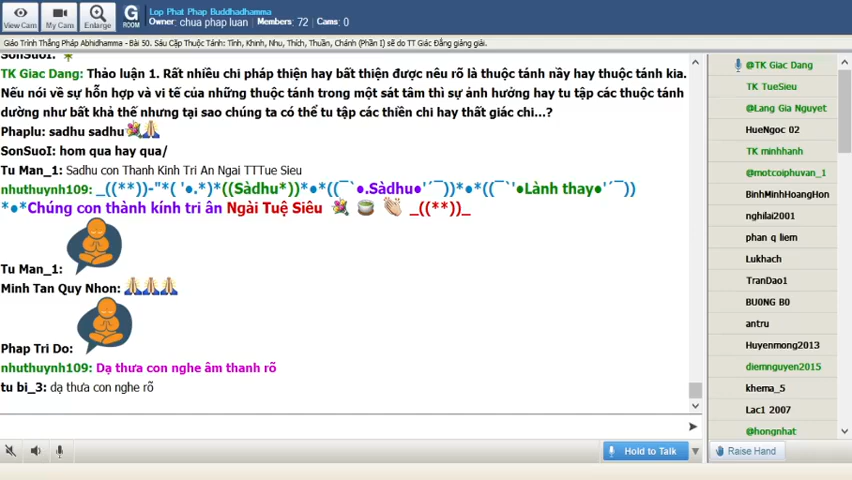 Lop Phat Phap Buddhadhamma
Owner: chua phap luan Members: 72 Cams: 0
View Cam My Cam Enlarge G ROOM
Giáo Trình Thắng Pháp Abhidhamma - Bài 50. Sáu Cặp Thuộc Tánh: Tịnh, Khinh, Nhu, Thích, Thuần, Chánh (Phần I) sẽ do TT Giác Đẳng giảng giải.
SonSuoI:
TK Giac Dang: Thảo luận 1. Rất nhiều chi pháp thiện hay bất thiện được nêu rõ là thuộc tánh nầy hay thuộc tánh kia.
Nếu nói về sự hỗn hợp và vi tế của những thuộc tánh trong một sát tâm thì sự ảnh hưởng hay tu tập các thuộc tánh
dường như bất khả thế nhưng tại sao chúng ta có thể tu tập các thiền chi hay thất giác chi...?
Phaplu: sadhu sadhu
SonSuoI: hom qua hay qua/
Tu Man_1: Sadhu con Thanh Kinh Tri An Ngai TTTue Sieu
nhuthuynh109: _((**))-"*( '●.*)*((Sàdhu*))*●*((¯`●.Sàdhu●'´¯))*●*((¯`'●Lành thay●'´¯))
*●*Chúng con thành kính tri ân Ngài Tuệ Siêu _((**))_
Tu Man_1:
Minh Tan Quy Nhon:
Phap Tri Do:
nhuthuynh109: Dạ thưa con nghe âm thanh rõ
tu bi_3: dạ thưa con nghe rõ
Hold to Talk
Raise Hand
@TK Giac Dang
TK TueSieu
@Lang Gia Nguyet
HueNgoc 02
TK minhhanh
@motcoiphuvan_1
BinhMinhHoangHon
nghilai2001
phan q liem
Lukhach
TranDao1
BU0NG B0
antru
Huyenmong2013
diemnguyen2015
khema_5
Lac1 2007
@hongnhat